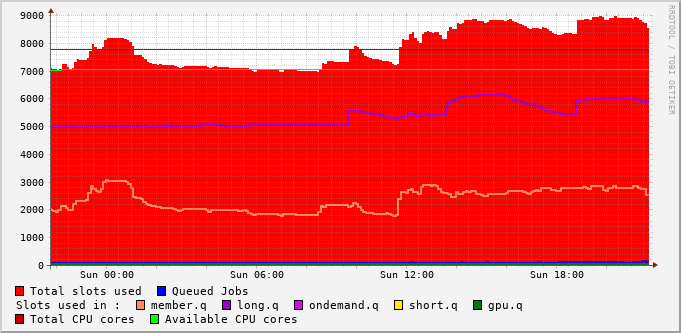 RRDTOOL / TOBI OETIKER
9000
8000
7000
6000
5000
4000
3000
2000
1000
0
Sun 00:00 Sun 06:00 Sun 12:00 Sun 18:00
Total slots used Queued Jobs
Slots used in : member.q long.q ondemand.q short.q gpu.q
Total CPU cores Available CPU cores